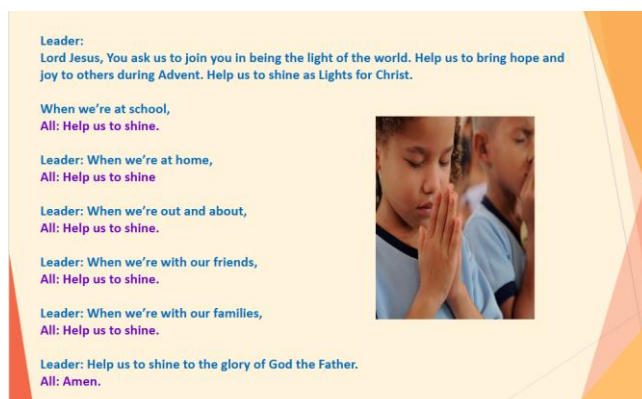 Leader:
Lord Jesus, You ask us to join you in being the light of the world. Help us to bring hope and
joy to others during Advent. Help us to shine as Lights for Christ.
When we’re at school,
All: Help us to shine.
Leader: When we’re at home,
All: Help us to shine
Leader: When we’re out and about,
All: Help us to shine.
Leader: When we’re with our friends,
All: Help us to shine.
Leader: When we’re with our families,
All: Help us to shine.
Leader: Help us to shine to the glory of God the Father.
All: Amen.